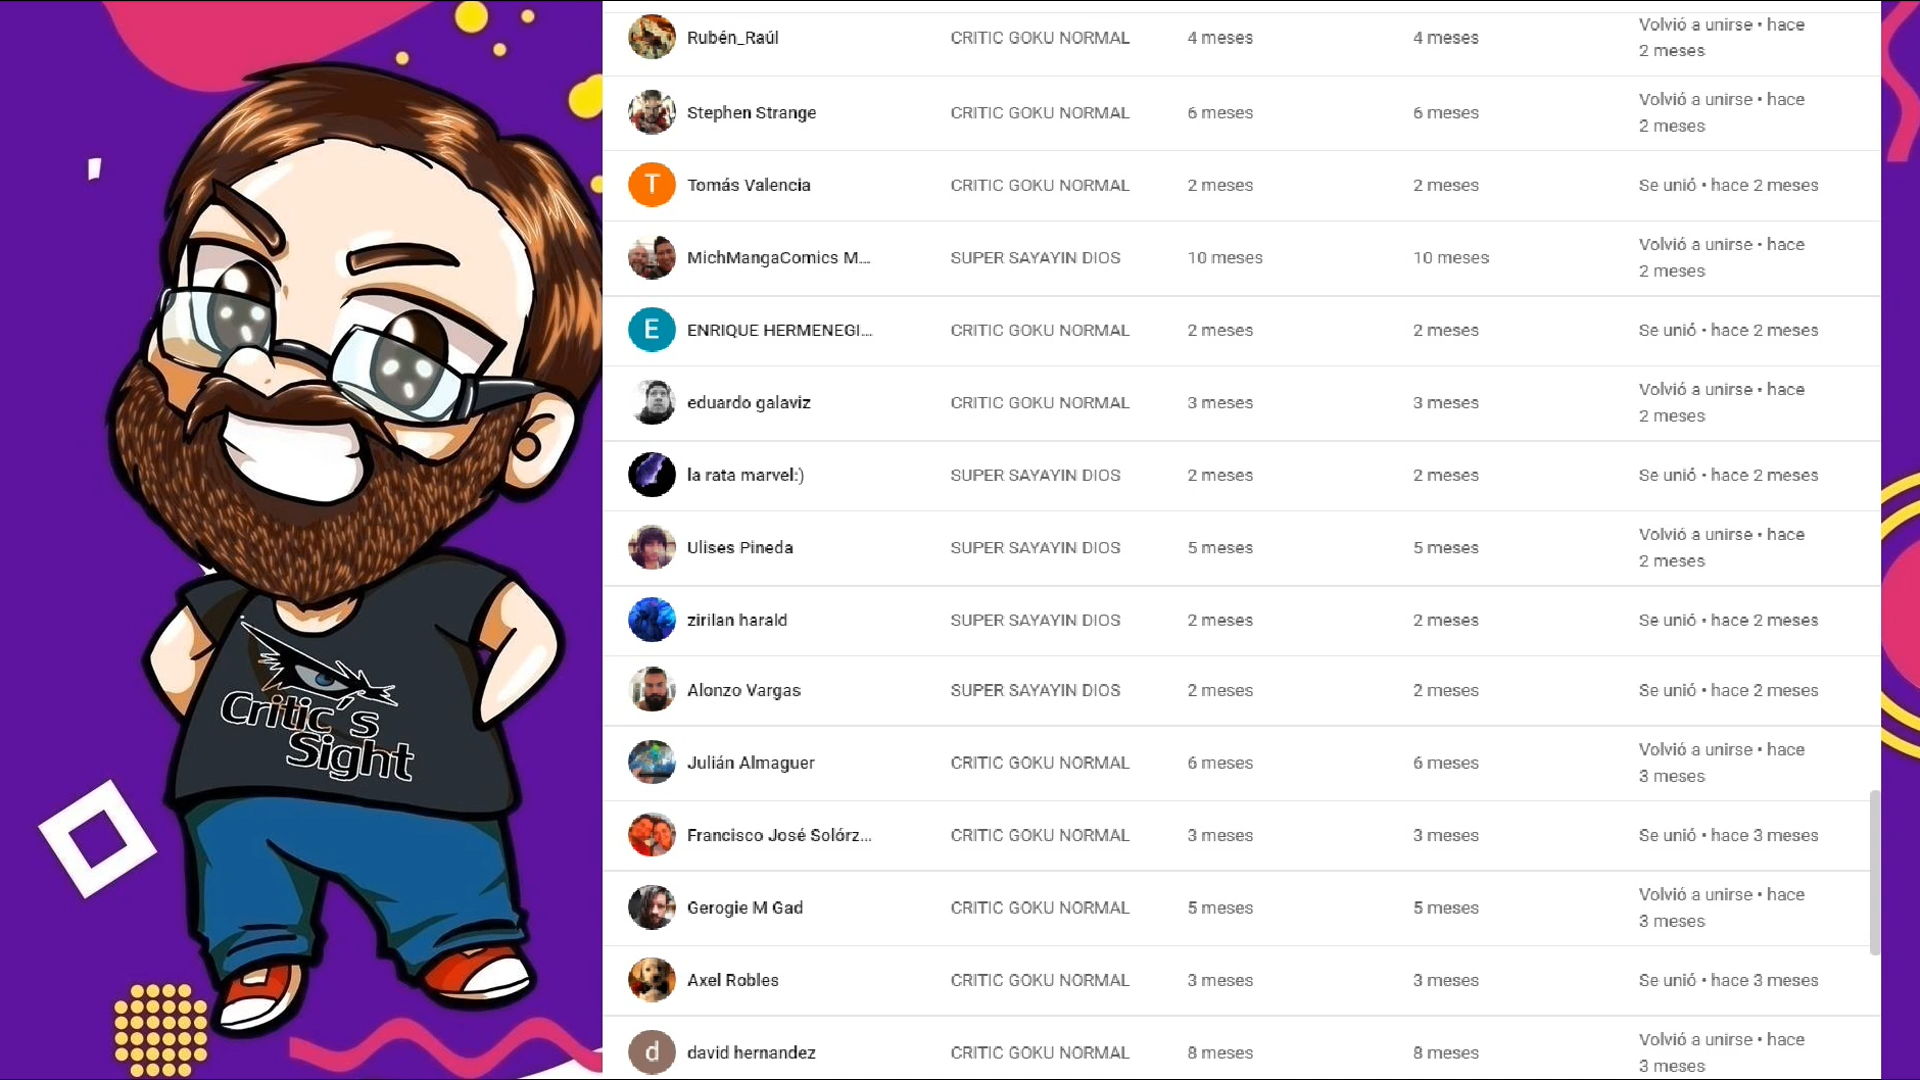 Rubén_Raúl CRITIC GOKU NORMAL 4 meses 4 meses Volvió a unirse • hace
2 meses
Stephen Strange CRITIC GOKU NORMAL 6 meses 6 meses Volvió a unirse • hace
2 meses
T Tomás Valencia CRITIC GOKU NORMAL 2 meses 2 meses Se unió • hace 2 meses
MichMangaComics M... SUPER SAYAYIN DIOS 10 meses 10 meses Volvió a unirse • hace
2 meses
E ENRIQUE HERMENEGI... CRITIC GOKU NORMAL 2 meses 2 meses Se unió • hace 2 meses
eduardo galaviz CRITIC GOKU NORMAL 3 meses 3 meses Volvió a unirse • hace
2 meses
la rata marvel:) SUPER SAYAYIN DIOS 2 meses 2 meses Se unió • hace 2 meses
Ulises Pineda SUPER SAYAYIN DIOS 5 meses 5 meses Volvió a unirse • hace
2 meses
zirilan harald SUPER SAYAYIN DIOS 2 meses 2 meses Se unió • hace 2 meses
Alonzo Vargas SUPER SAYAYIN DIOS 2 meses 2 meses Se unió • hace 2 meses
Julián Almaguer CRITIC GOKU NORMAL 6 meses 6 meses Volvió a unirse • hace
3 meses
Francisco José Solórz... CRITIC GOKU NORMAL 3 meses 3 meses Se unió • hace 3 meses
Gerogie M Gad CRITIC GOKU NORMAL 5 meses 5 meses Volvió a unirse • hace
3 meses
Axel Robles CRITIC GOKU NORMAL 3 meses 3 meses Se unió • hace 3 meses
d david hernandez CRITIC GOKU NORMAL 8 meses 8 meses Volvió a unirse • hace
3 meses
Critic's
Sight